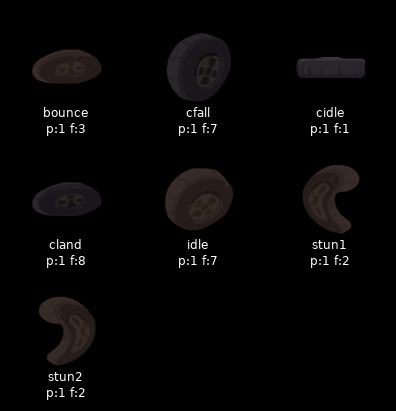 bounce
p:1 f:3
cfall
p:1 f:7
cidle
p:1 f:1
cland
p:1 f:8
idle
p:1 f:7
stun1
p:1 f:2
stun2
p:1 f:2